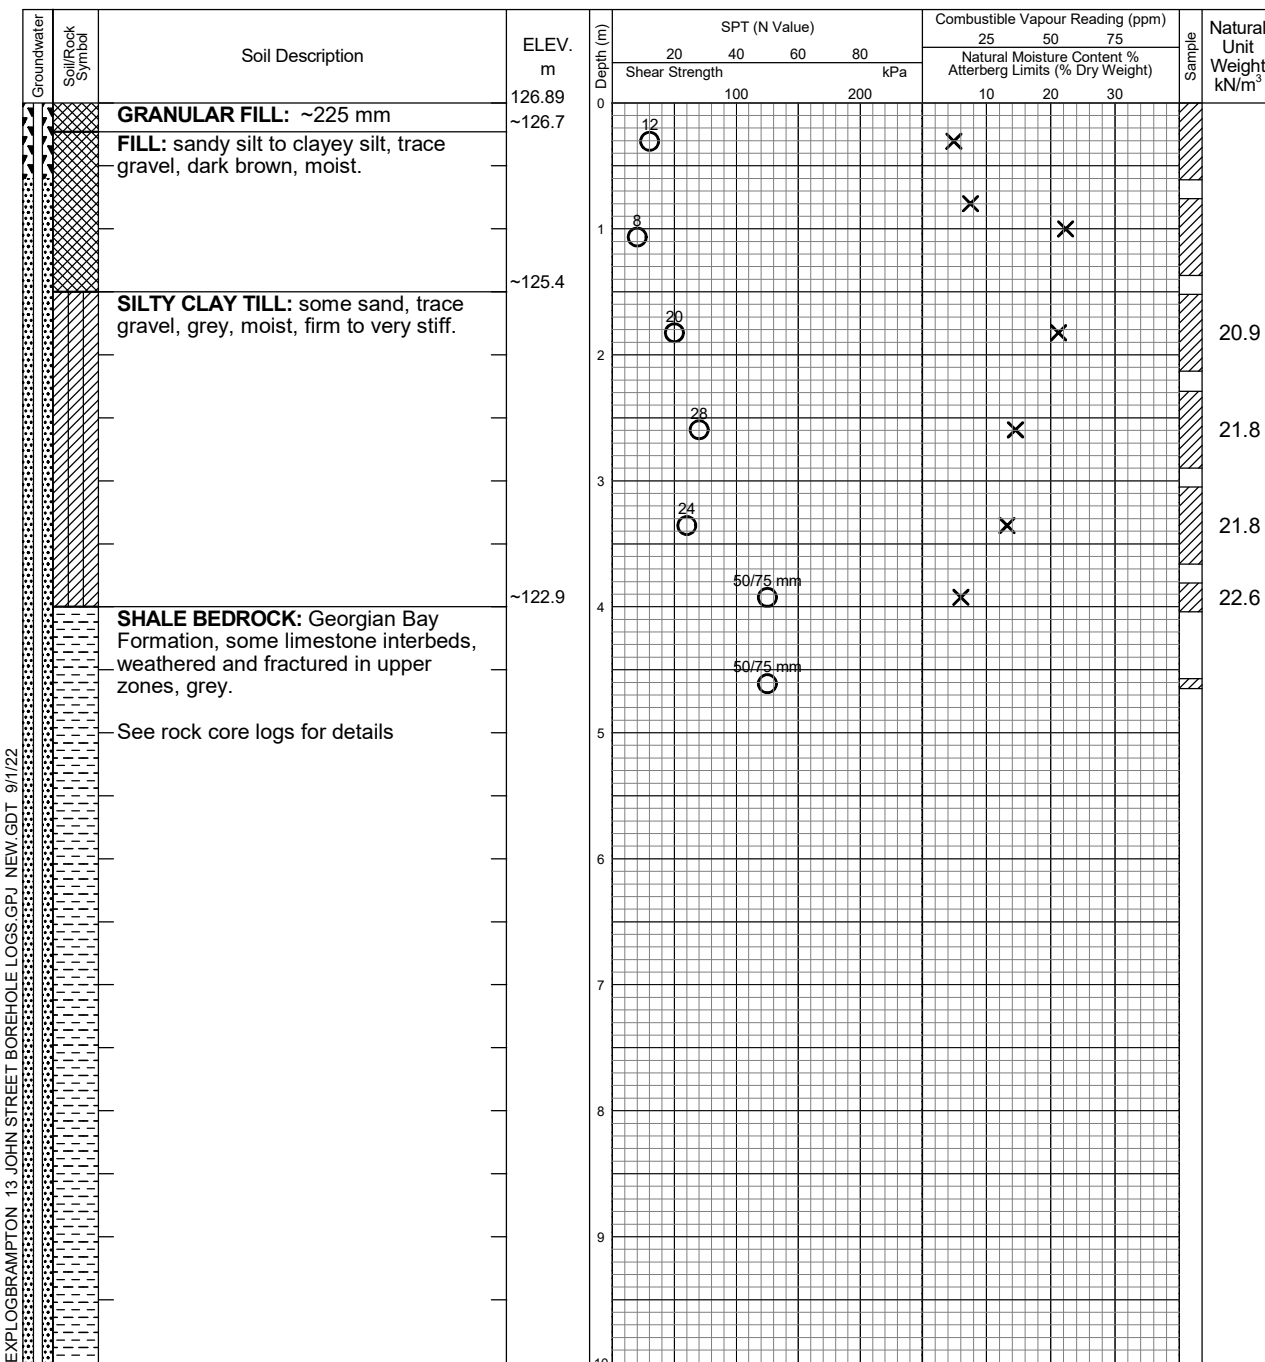 Groundwater
Soil/Rock
Symbol
Soil Description
ELEV.
m
Depth (m)
SPT (N Value)
20 40 60 80
Shear Strength kPa
100 200
Combustible Vapour Reading (ppm)
25 50 75
Natural Moisture Content %
Atterberg Limits (% Dry Weight)
10 20 30
Sample
Natural
Unit
Weight
kN/m³
126.89
0
GRANULAR FILL: ~225 mm
~126.7
FILL: sandy silt to clayey silt, trace
gravel, dark brown, moist.
12
8
1
~125.4
SILTY CLAY TILL: some sand, trace
gravel, grey, moist, firm to very stiff.
20
20.9
2
28
21.8
3
24
21.8
50/75 mm
~122.9
22.6
4
SHALE BEDROCK: Georgian Bay
Formation, some limestone interbeds,
weathered and fractured in upper
zones, grey.
50/75 mm
See rock core logs for details
5
6
7
8
9
10
EXPLOGBRAMPTON 13 JOHN STREET BOREHOLE LOGS.GPJ NEW.GDT 9/1/22